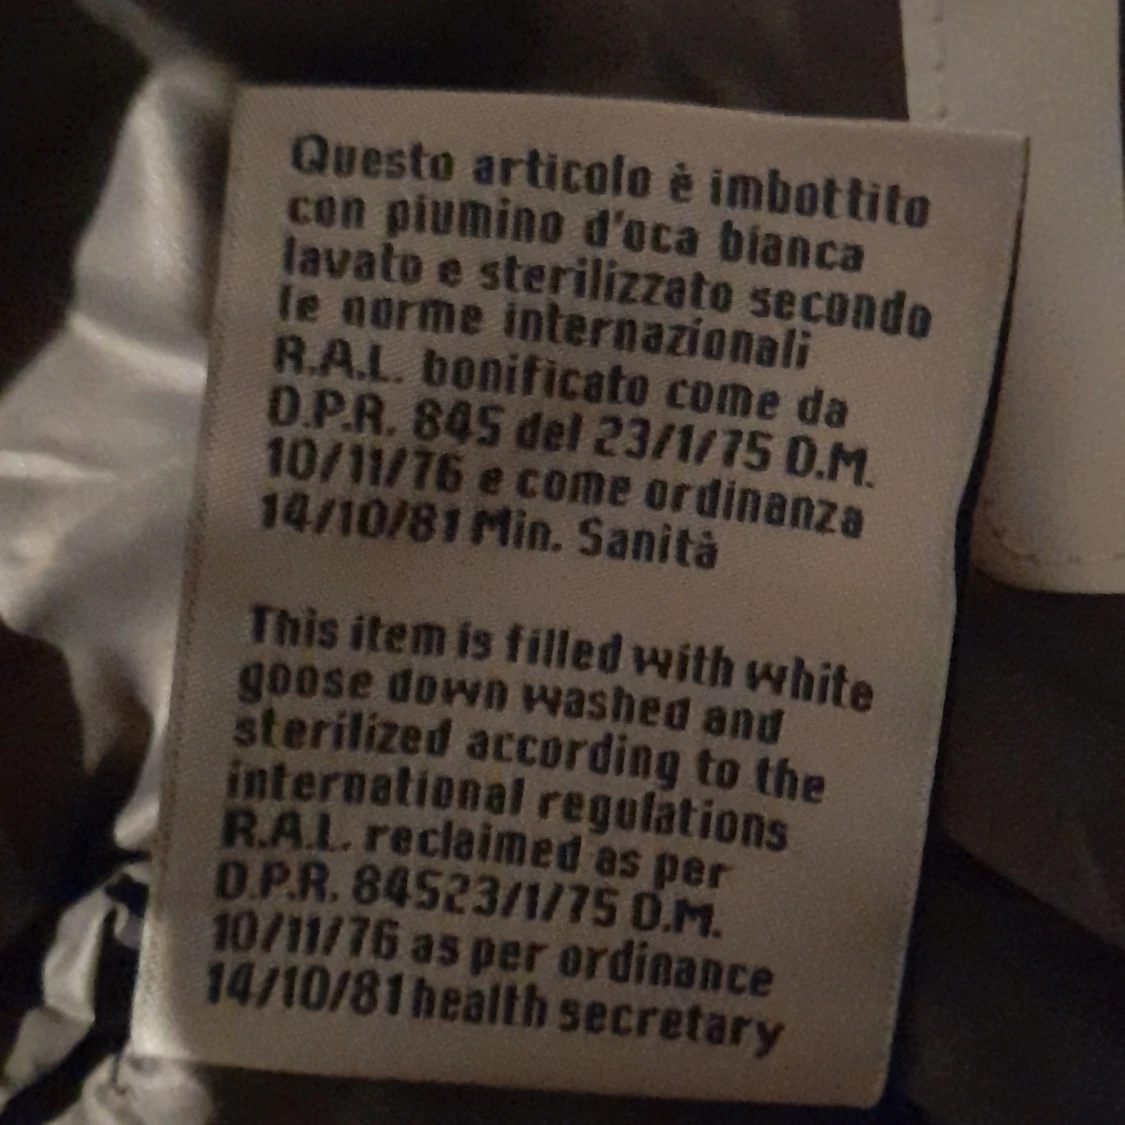 Questo articolo è imbottito
con piumino d'oca bianca
lavato e sterilizzato secondo
le norme internazionali
R.A.L. bonificato come da
D.P.R. 845 del 23/1/75 D.M.
10/11/76 e come ordinanza
14/10/81 Min. Sanità
This item is filled with white
goose down washed and
sterilized according to the
international regulations
R.A.L. reclaimed as per
D.P.R. 84523/1/75 D.M.
10/11/76 as per ordinance
14/10/81 health secretary